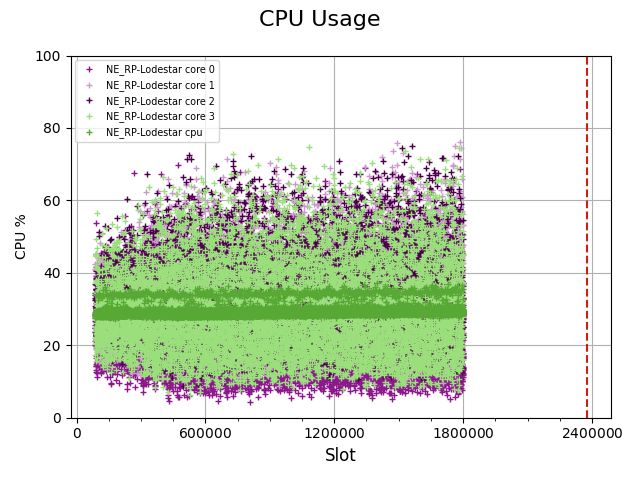 CPU Usage
100
80
60
40
20
0
CPU %
NE_RP-Lodestar core 0
NE_RP-Lodestar core 1
NE_RP-Lodestar core 2
NE_RP-Lodestar core 3
NE_RP-Lodestar cpu
0 600000 1200000 1800000 2400000
Slot